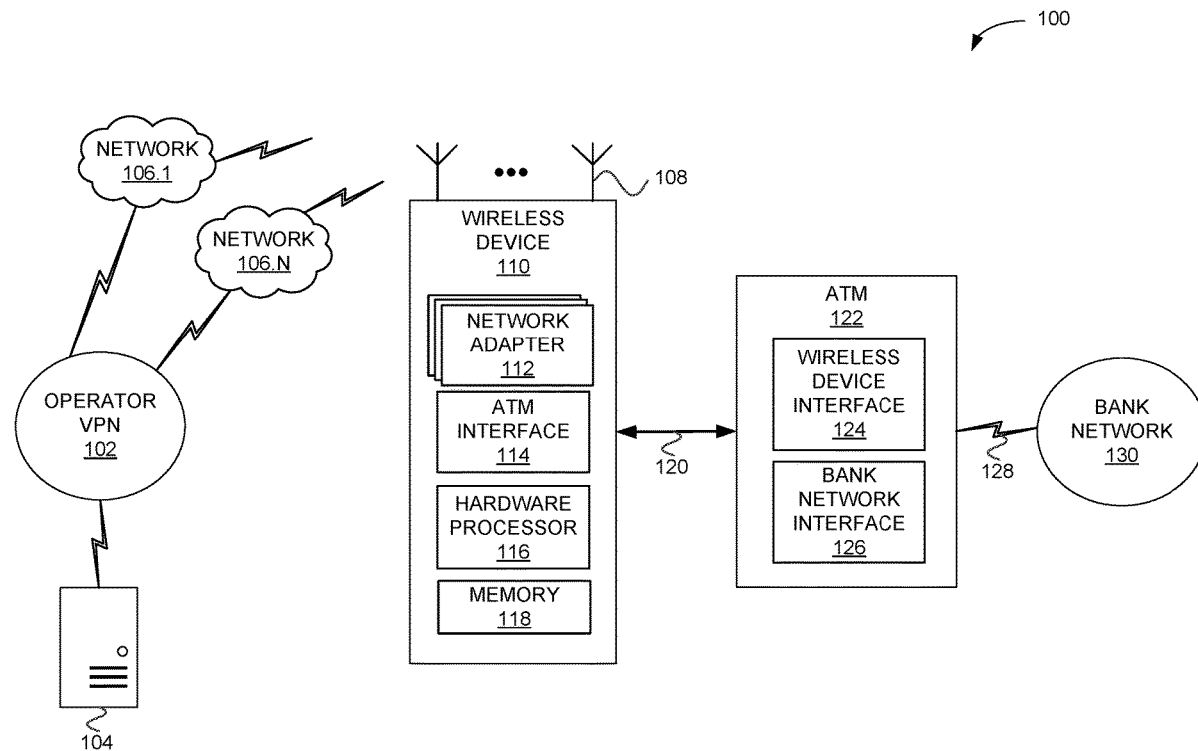 100
NETWORK
106.1
NETWORK
106.N
108
WIRELESS
DEVICE
110
NETWORK
ADAPTER
112
ATM
INTERFACE
114
HARDWARE
PROCESSOR
116
MEMORY
118
OPERATOR
VPN
102
104
120
ATM
122
WIRELESS
DEVICE
INTERFACE
124
BANK
NETWORK
INTERFACE
126
128
BANK
NETWORK
130